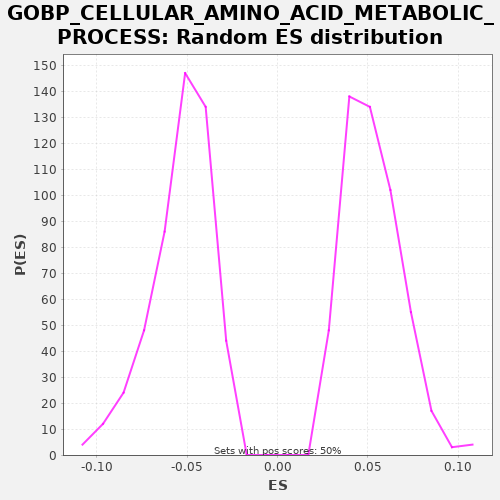 GOBP_CELLULAR_AMINO_ACID_METABOLIC_
PROCESS: Random ES distribution
150
140
130
120
110
100
90
80
70
60
50
40
30
20
10
0
P(ES)
Sets with pos scores: 50%
-0.10 -0.05 0.00 0.05 0.10
ES